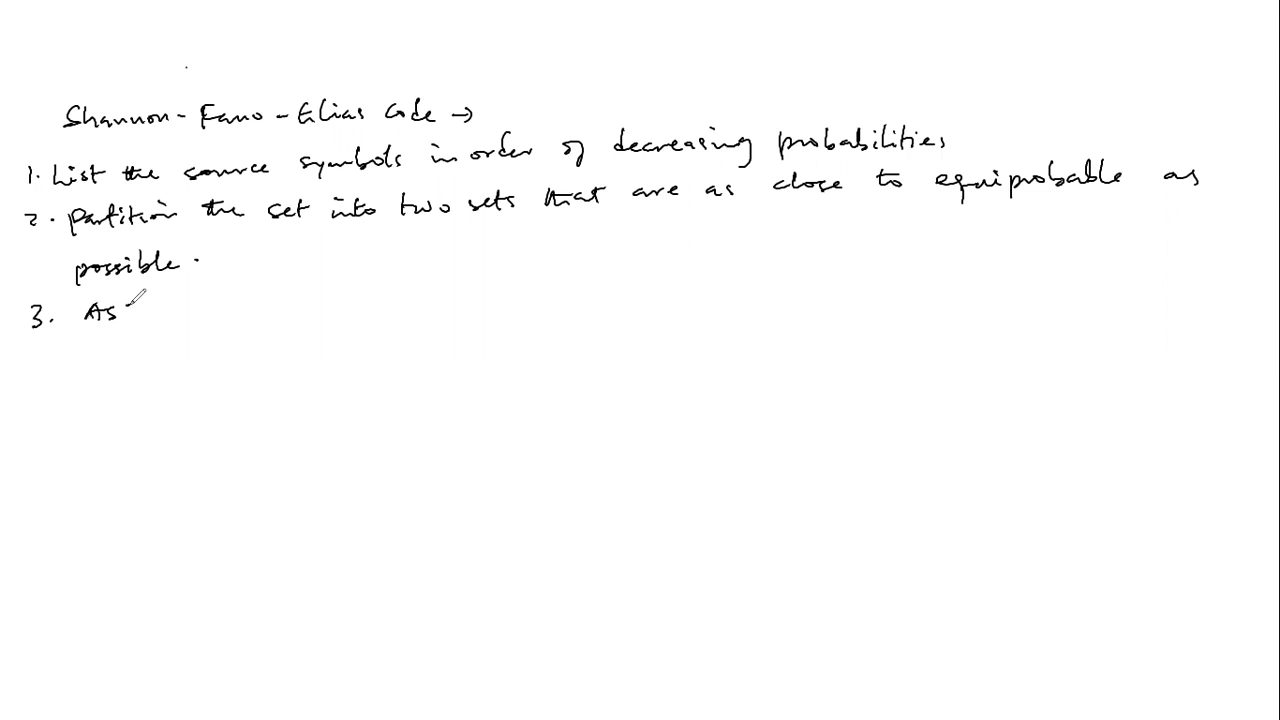 Shannon-Fano-Elias code →
1. List the source symbols in order of decreasing probabilities
2. Partition the set into two sets that are as close to equiprobable as
possible.
3. As